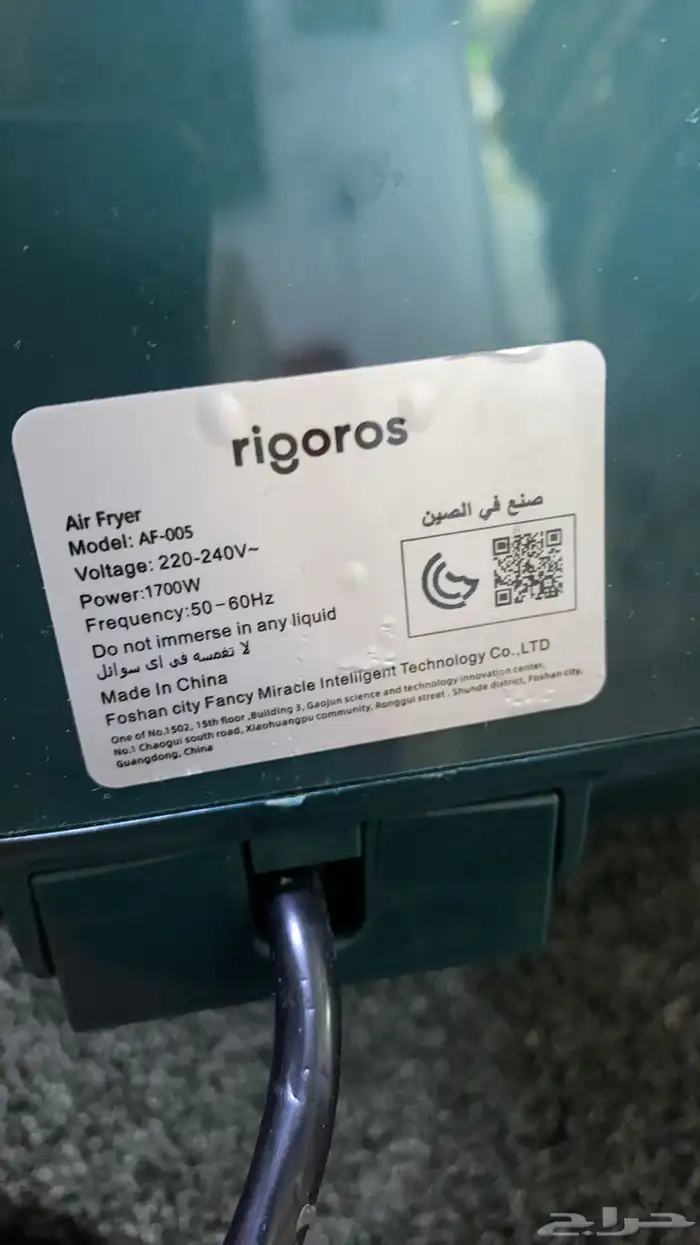 rigoros
Air Fryer
Model: AF-005
Voltage: 220-240V~
Power:1700W
Frequency:50-60Hz
Do not immerse in any liquid
لا تغمسه في اي سوائل
Made In China
صنع في الصين
Foshan city Fancy Miracle Intelligent Technology Co.,LTD
One of No.1502, 15th floor ,Building 3, Gaojun science and technology innovation center,
No.1 Chaogui south road, Xiaohuangpu community, Ronggui street , Shunde district, Foshan city,
Guangdong, China
حراج